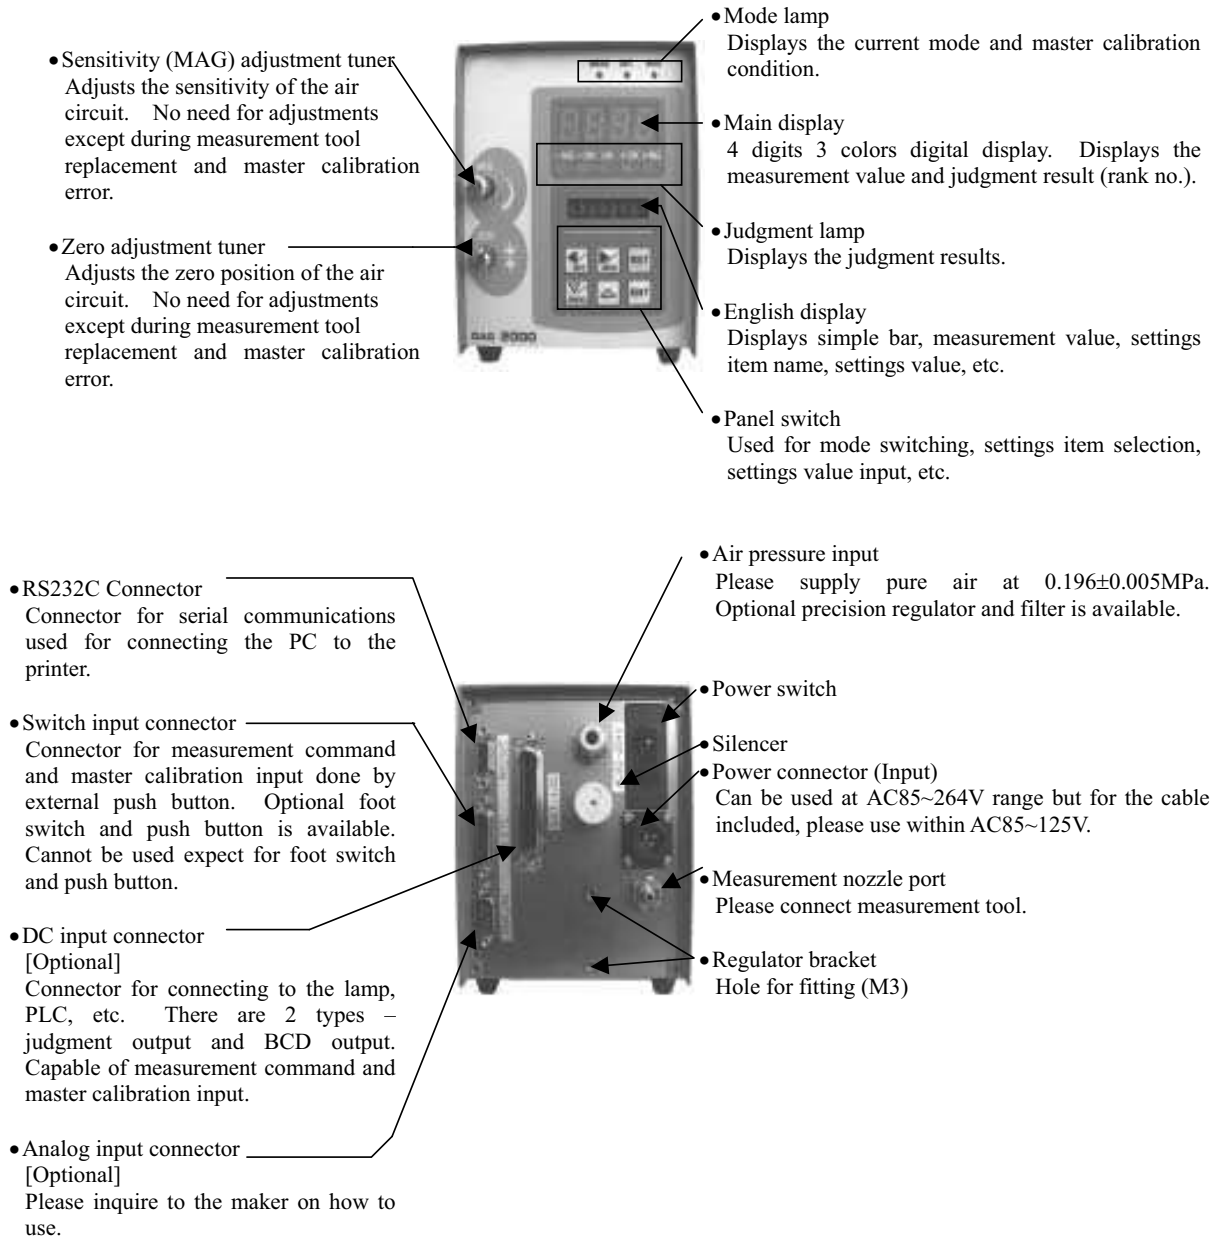 •Mode lamp
Displays the current mode and master calibration
condition.
•Sensitivity (MAG) adjustment tuner
Adjusts the sensitivity of the air
circuit. No need for adjustments
except during measurement tool
replacement and master calibration
error.
•Main display
4 digits 3 colors digital display. Displays the
measurement value and judgment result (rank no.).
•Zero adjustment tuner
Adjusts the zero position of the air
circuit. No need for adjustments
except during measurement tool
replacement and master calibration
error.
•Judgment lamp
Displays the judgment results.
•English display
Displays simple bar, measurement value, settings
item name, settings value, etc.
•Panel switch
Used for mode switching, settings item selection,
settings value input, etc.
RST
ENT
DAG 2000
•Air pressure input
Please supply pure air at 0.196±0.005MPa.
Optional precision regulator and filter is available.
•RS232C Connector
Connector for serial communications
used for connecting the PC to the
printer.
•Power switch
•Switch input connector
Connector for measurement command
and master calibration input done by
external push button. Optional foot
switch and push button is available.
Cannot be used expect for foot switch
and push button.
•Silencer
•Power connector (Input)
Can be used at AC85~264V range but for the cable
included, please use within AC85~125V.
•Measurement nozzle port
Please connect measurement tool.
•DC input connector
[Optional]
Connector for connecting to the lamp,
PLC, etc. There are 2 types –
judgment output and BCD output.
Capable of measurement command and
master calibration input.
•Regulator bracket
Hole for fitting (M3)
•Analog input connector
[Optional]
Please inquire to the maker on how to
use.